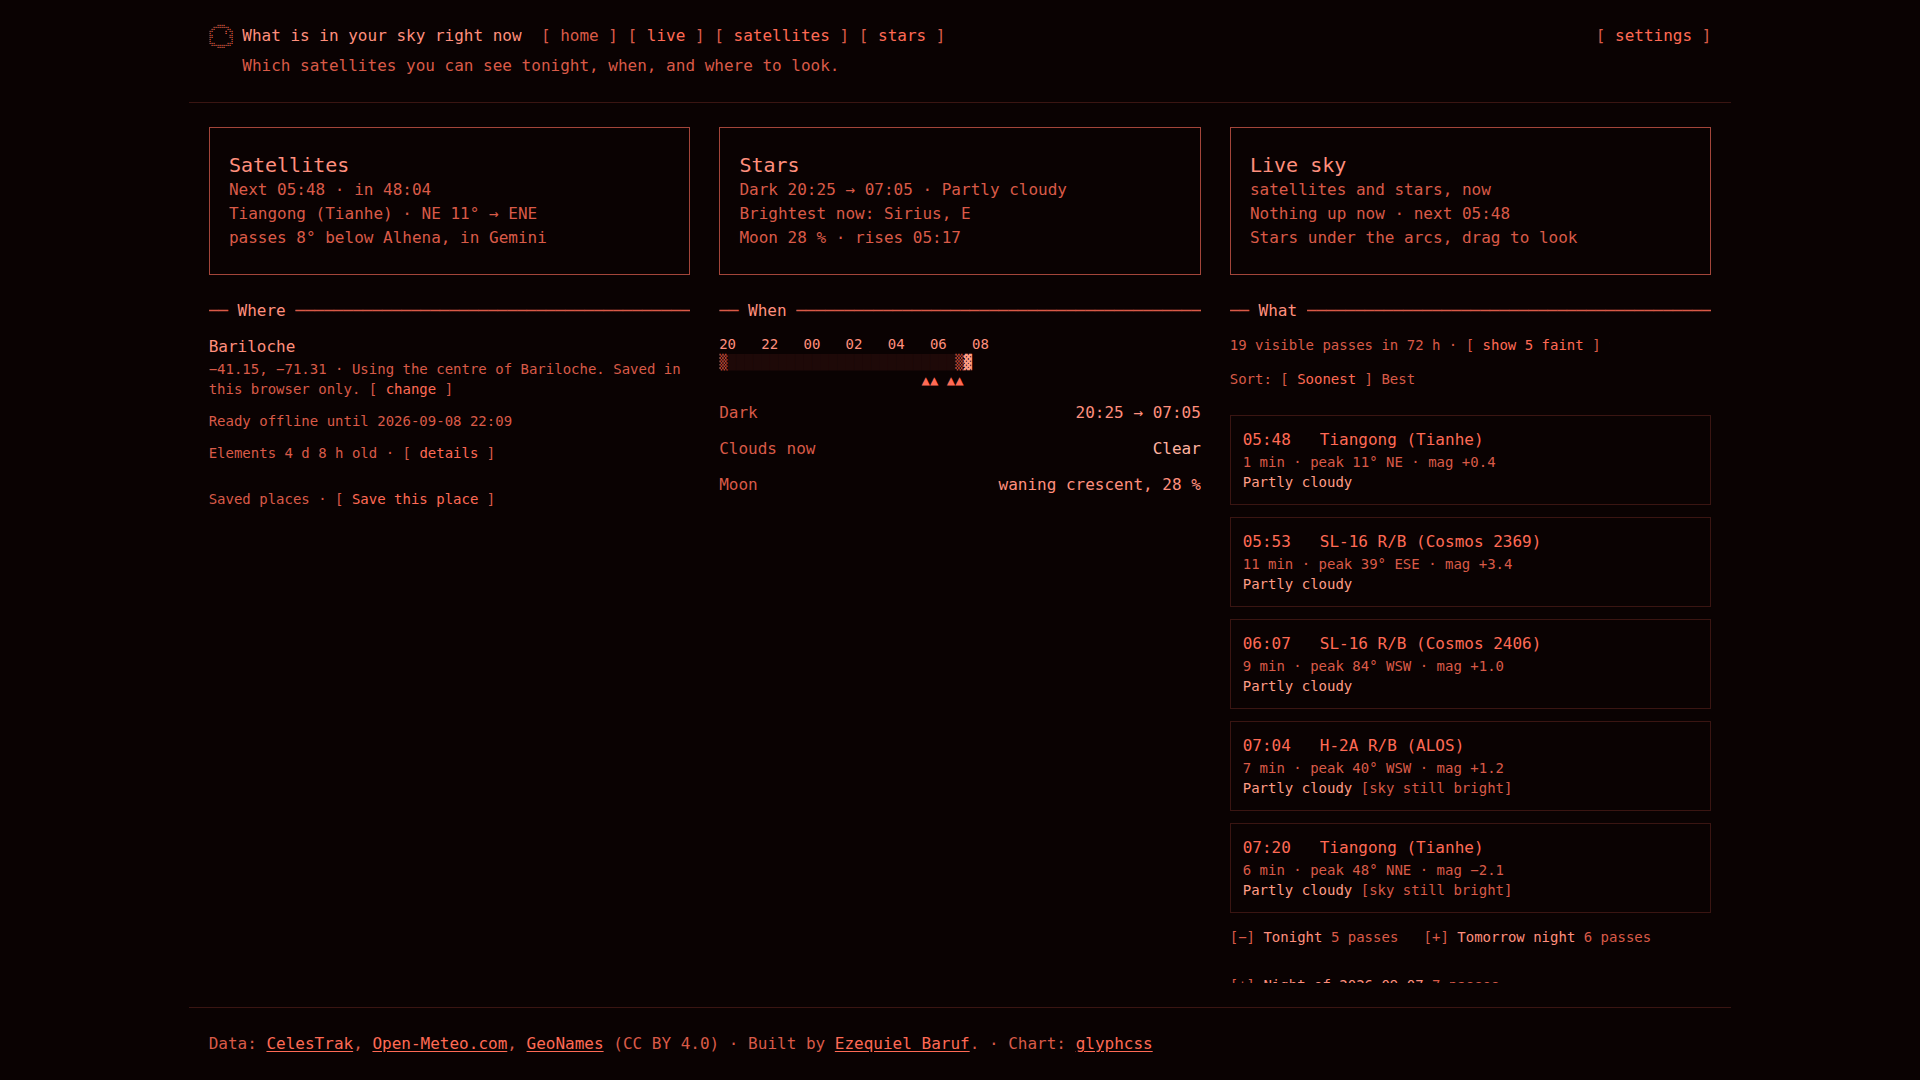 What is in your sky right now [ home ] [ live ] [ satellites ] [ stars ] [ settings ]
Which satellites you can see tonight, when, and where to look.
Satellites
Next 05:48 · in 48:04
Tiangong (Tianhe) · NE 11° → ENE
passes 8° below Alhena, in Gemini
Stars
Dark 20:25 → 07:05 · Partly cloudy
Brightest now: Sirius, E
Moon 28 % · rises 05:17
Live sky
satellites and stars, now
Nothing up now · next 05:48
Stars under the arcs, drag to look
Where
Bariloche
−41.15, −71.31 · Using the centre of Bariloche. Saved in
this browser only. [ change ]
Ready offline until 2026-09-08 22:09
Elements 4 d 8 h old · [ details ]
Saved places · [ Save this place ]
When
20 22 00 02 04 06 08
▲▲ ▲▲
Dark 20:25 → 07:05
Clouds now Clear
Moon waning crescent, 28 %
What
19 visible passes in 72 h · [ show 5 faint ]
Sort: [ Soonest ] Best
05:48 Tiangong (Tianhe)
1 min · peak 11° NE · mag +0.4
Partly cloudy
05:53 SL-16 R/B (Cosmos 2369)
11 min · peak 39° ESE · mag +3.4
Partly cloudy
06:07 SL-16 R/B (Cosmos 2406)
9 min · peak 84° WSW · mag +1.0
Partly cloudy
07:04 H-2A R/B (ALOS)
7 min · peak 40° WSW · mag +1.2
Partly cloudy [sky still bright]
07:20 Tiangong (Tianhe)
6 min · peak 48° NNE · mag −2.1
Partly cloudy [sky still bright]
[−] Tonight 5 passes [+] Tomorrow night 6 passes
Data: CelesTrak, Open-Meteo.com, GeoNames (CC BY 4.0) · Built by Ezequiel Baruf. · Chart: glyphcss